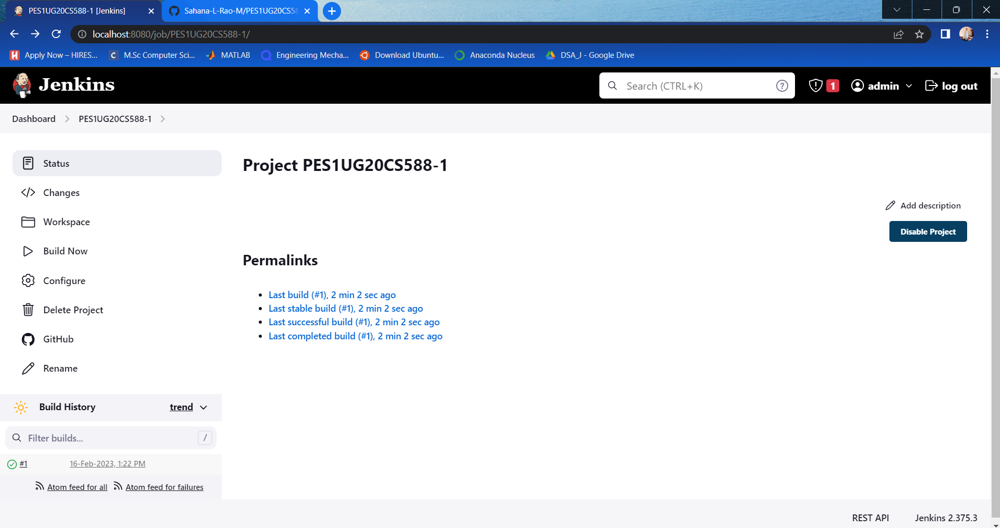 PES1UG20CS588-1 [Jenkins]
Sahana-L-Rao-M/PES1UG20CS58
localhost:8080/job/PES1UG20CS588-1/
Apply Now – HIRES... M.Sc Computer Sci... MATLAB Engineering Mecha... Download Ubuntu... Anaconda Nucleus DSA_J - Google Drive
Jenkins
Search (CTRL+K)
1
admin
log out
Dashboard
PES1UG20CS588-1
Status
Changes
Workspace
Build Now
Configure
Delete Project
GitHub
Rename
Project PES1UG20CS588-1
Add description
Disable Project
Permalinks
Last build (#1), 2 min 2 sec ago
Last stable build (#1), 2 min 2 sec ago
Last successful build (#1), 2 min 2 sec ago
Last completed build (#1), 2 min 2 sec ago
Build History
trend
Filter builds...
/
#1
16-Feb-2023, 1:22 PM
Atom feed for all
Atom feed for failures
REST API
Jenkins 2.375.3